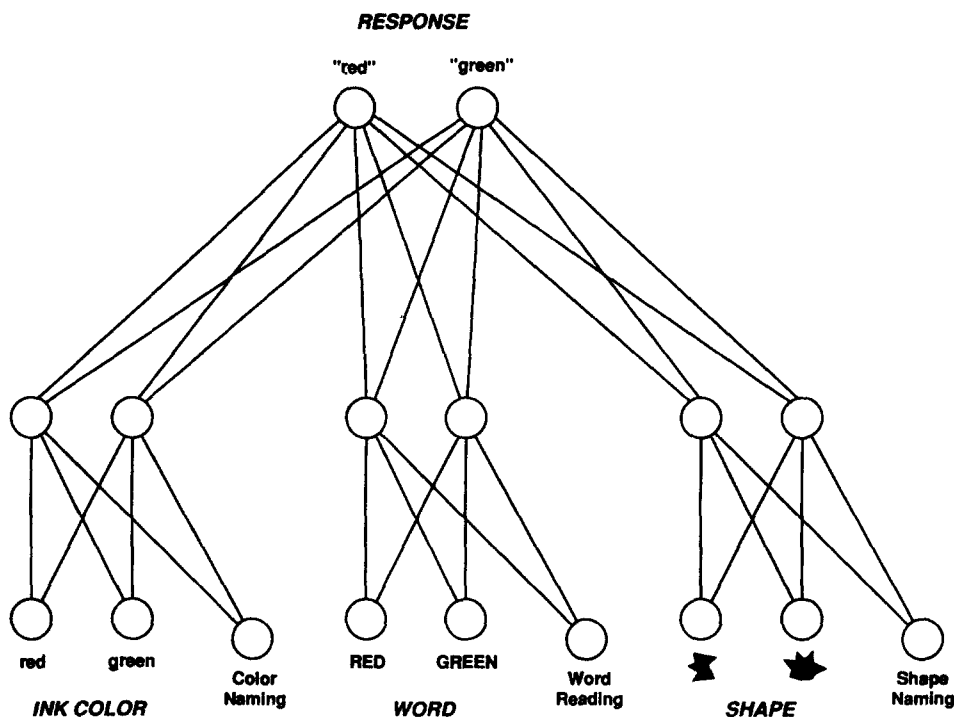 RESPONSE
"red" "green"
red green RED GREEN
Color Naming Word Reading Shape Naming
INK COLOR WORD SHAPE